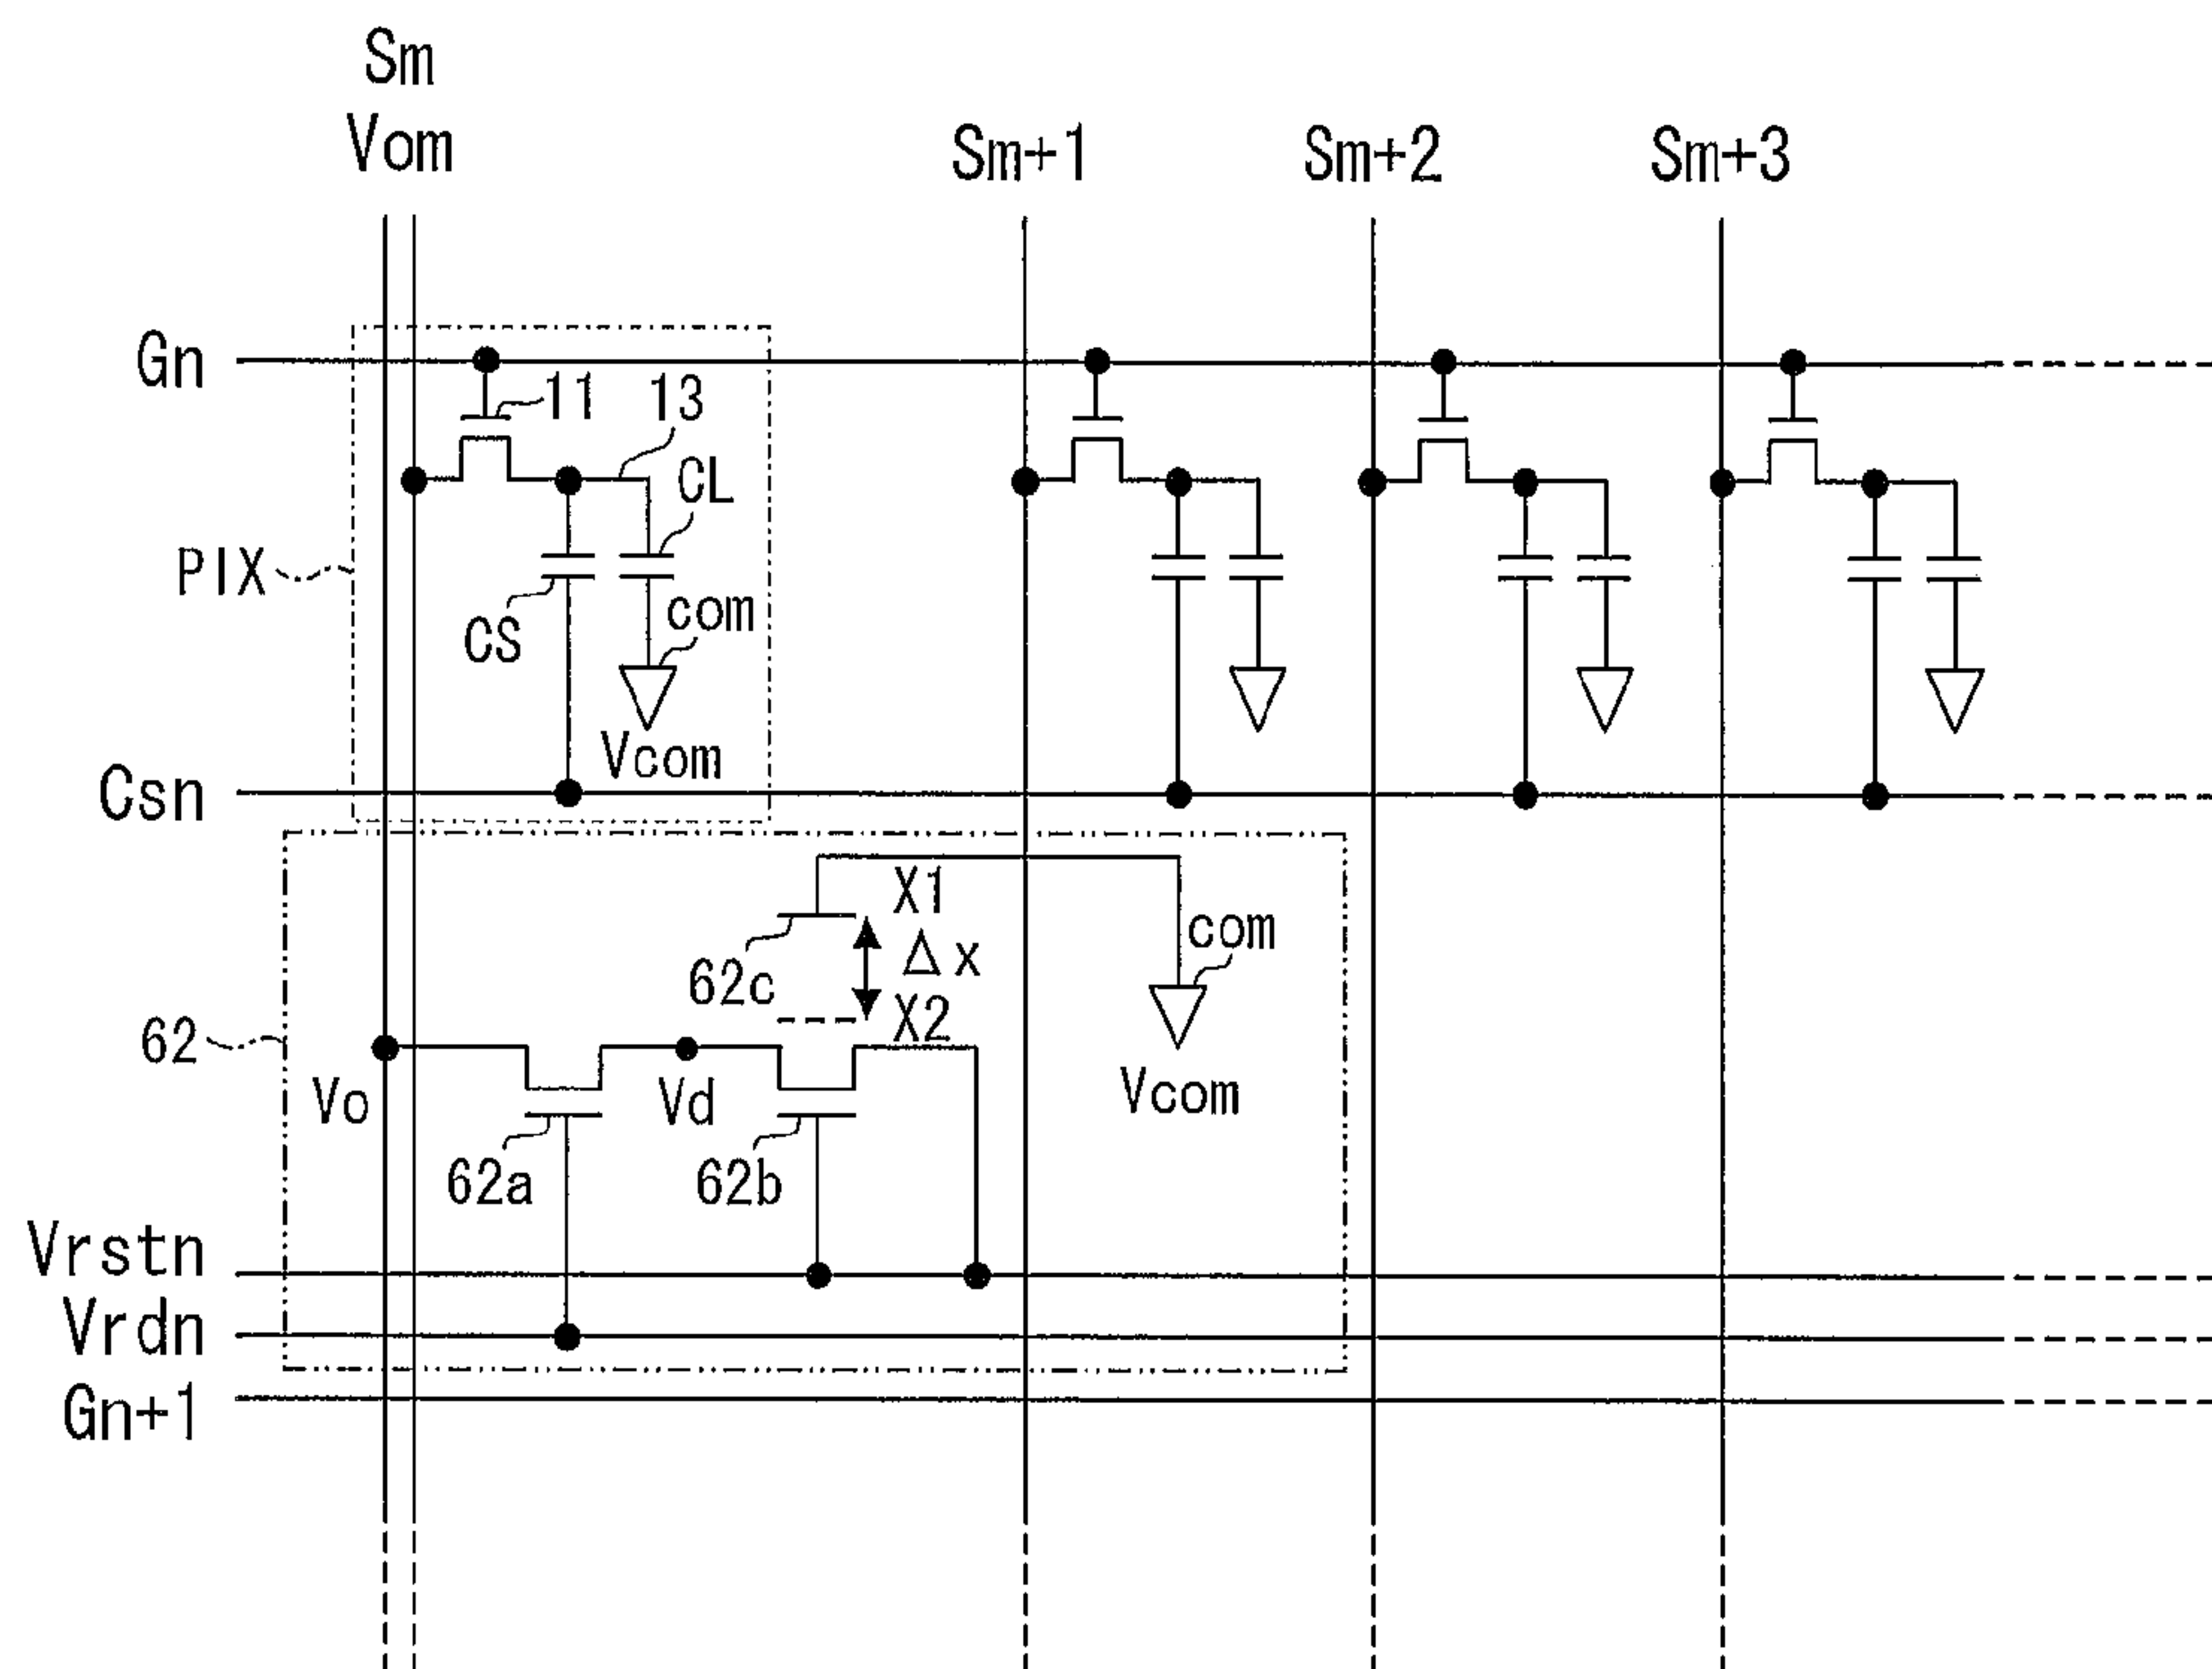 Sm
Vom
Sm+1
Sm+2
Sm+3
Gn
11
13
CL
PIX
CS
com
Vcom
Csn
X1
Δx
com
62c
X2
62
Vo
Vd
Vcom
62a
62b
Vrstn
Vrdn
Gn+1